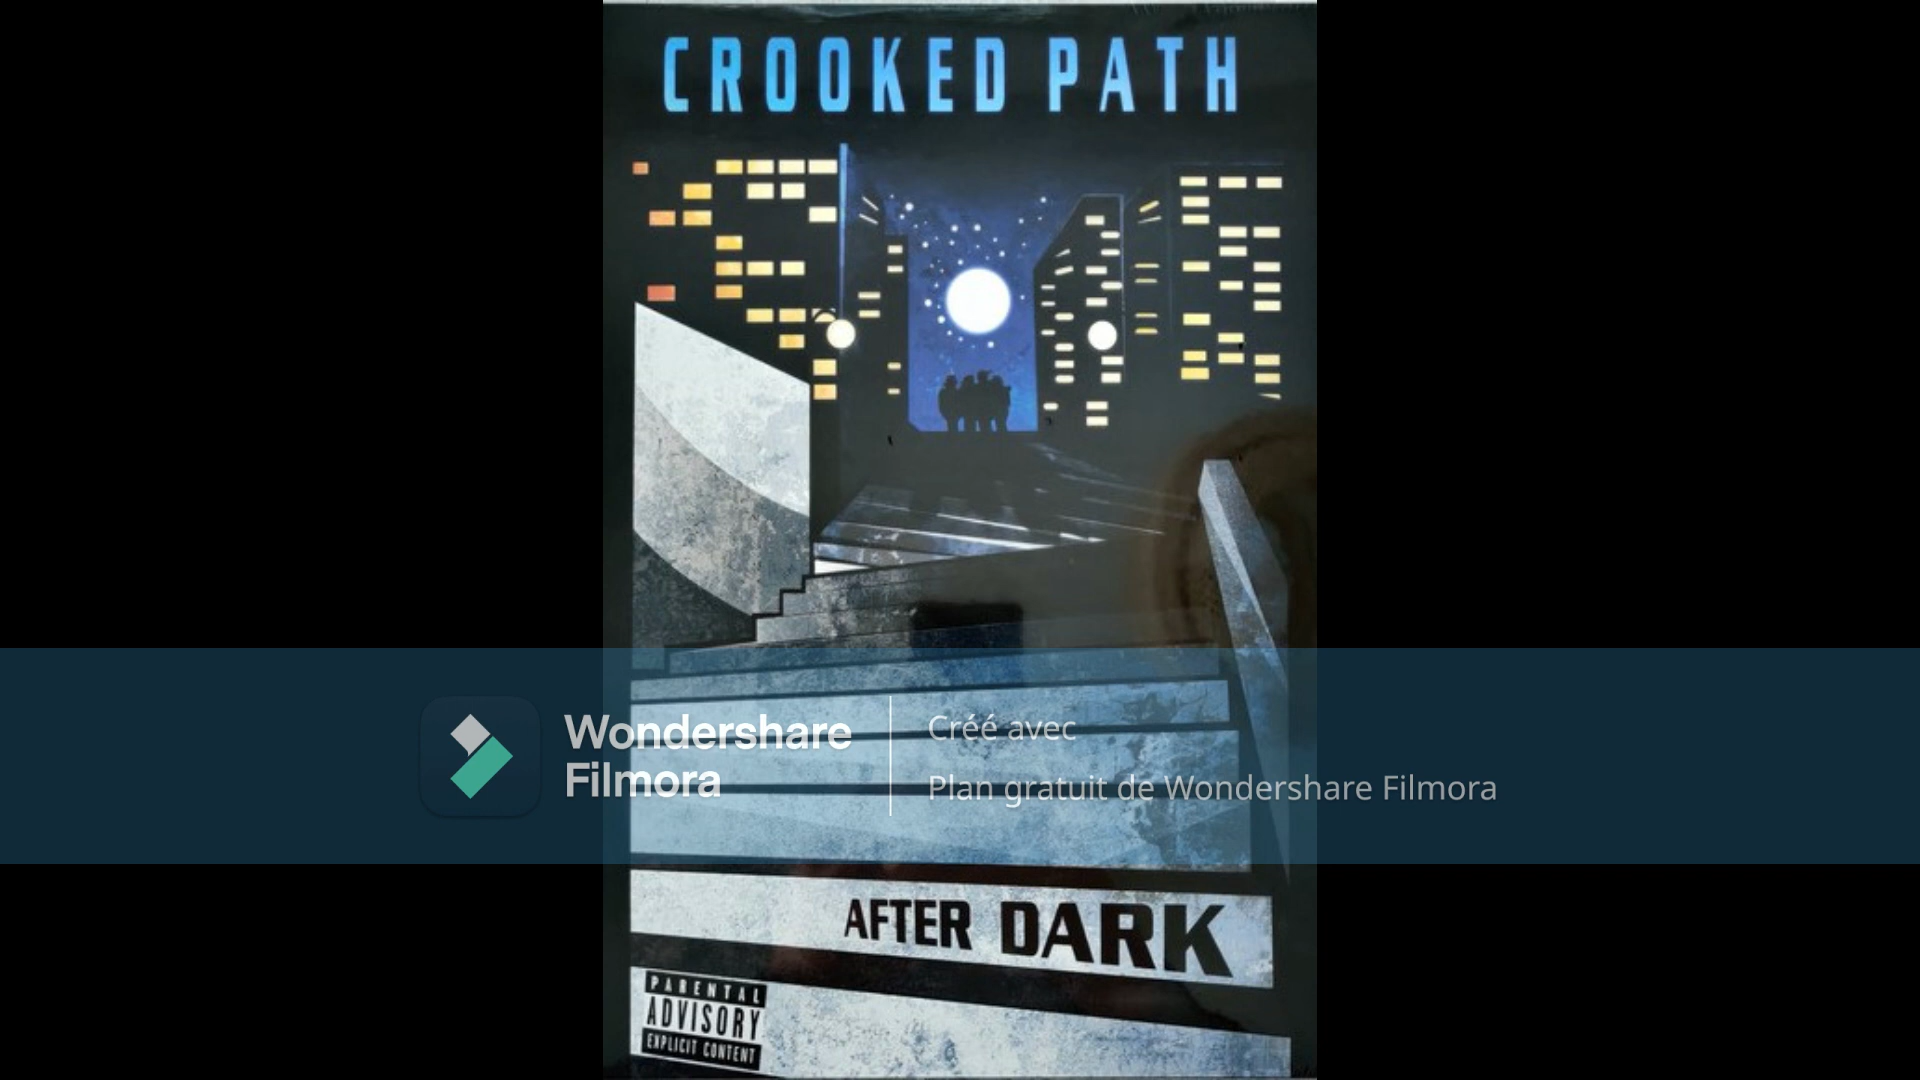 CROOKED PATH
Wondershare
Filmora
Créé avec
Plan gratuit de Wondershare Filmora
AFTER DARK
PARENTAL
ADVISORY
EXPLICIT CONTENT